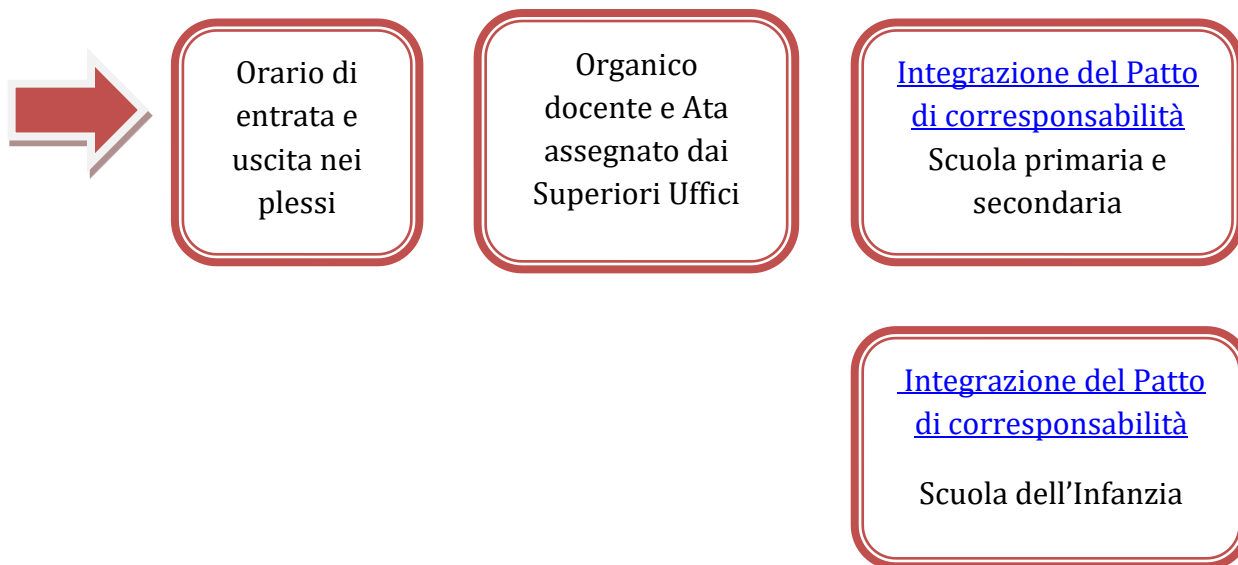 Orario di
entrata e
uscita nei
plessi
Organico
docente e Ata
assegnato dai
Superiori Uffici
Integrazione del Patto
di corresponsabilità
Scuola primaria e
secondaria
Integrazione del Patto
di corresponsabilità
Scuola dell’Infanzia